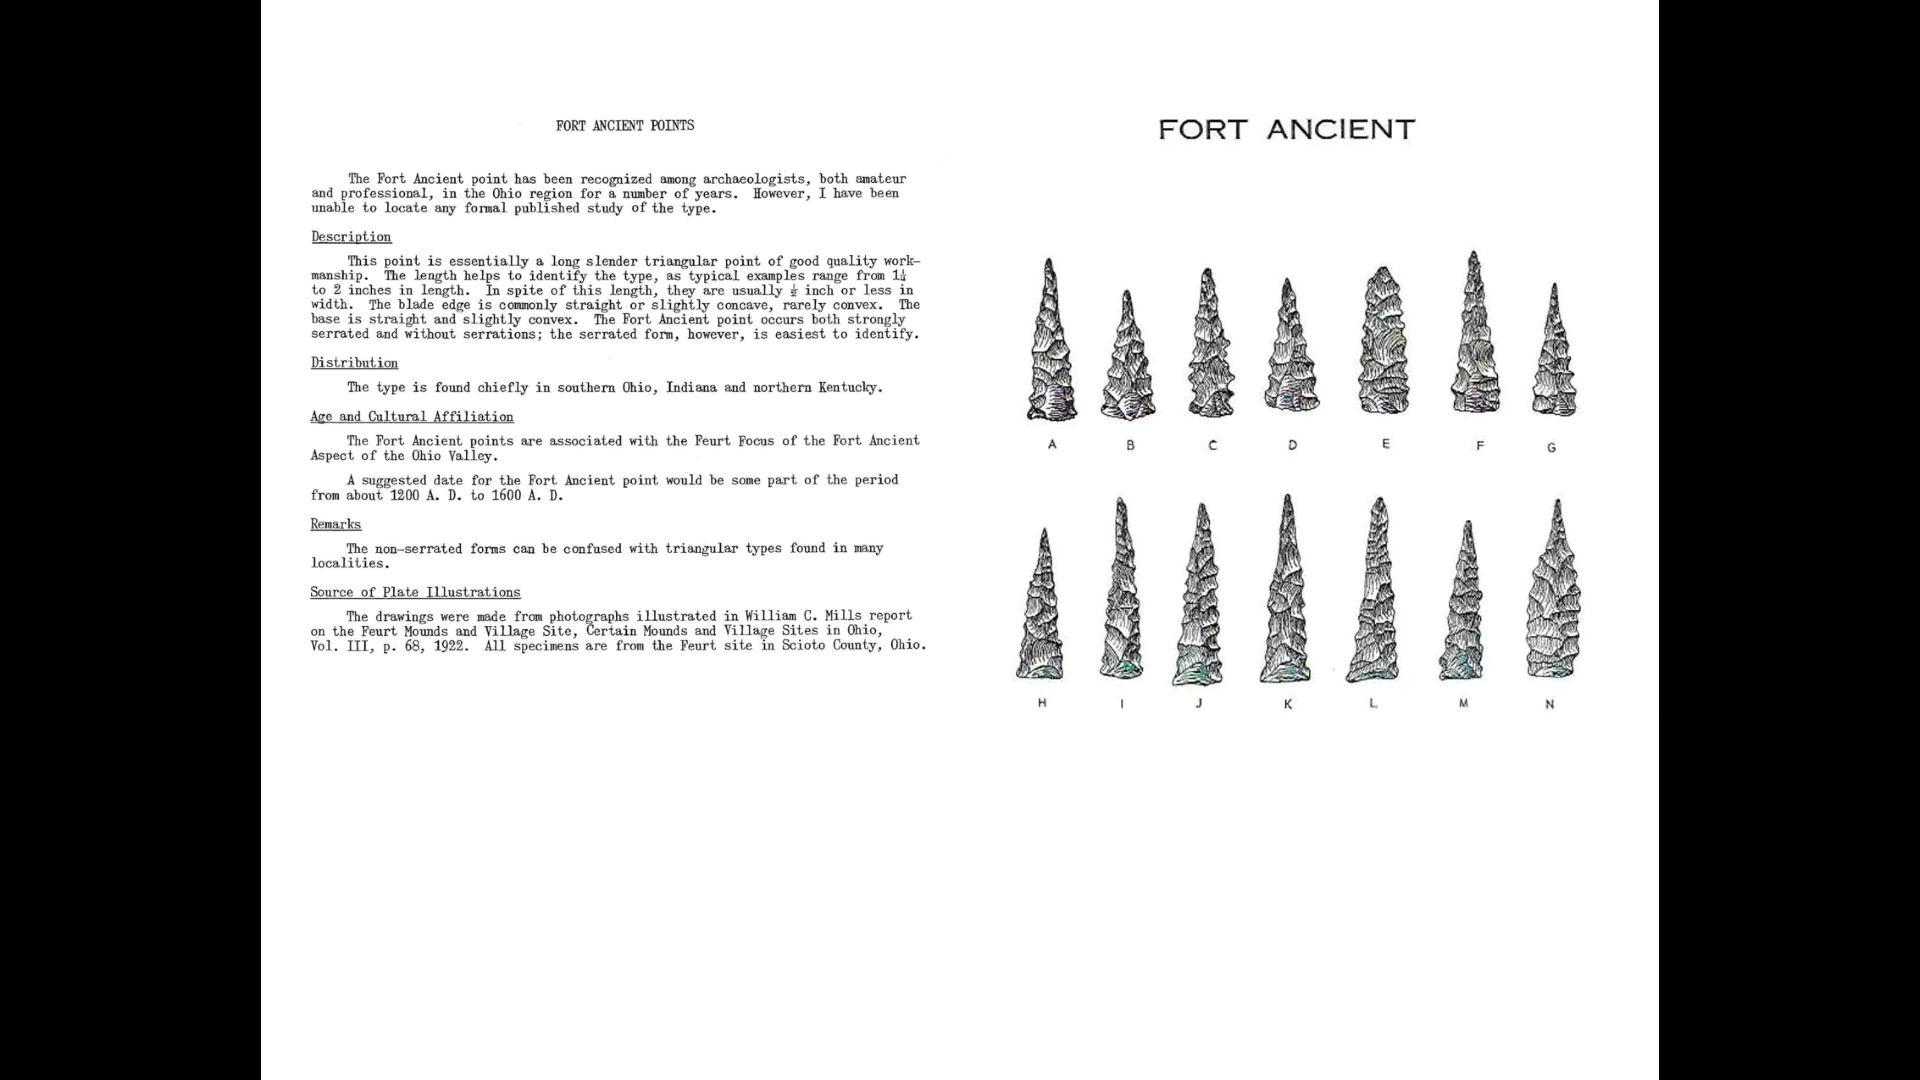 FORT ANCIENT POINTS
The Fort Ancient point has been recognized among archaeologists, both amateur
and professional, in the Ohio region for a number of years. However, I have been
unable to locate any formal published study of the type.
Description
This point is essentially a long slender triangular point of good quality work-
manship. The length helps to identify the type, as typical examples range from 1¼
to 2 inches in length. In spite of this length, they are usually ½ inch or less in
width. The blade edge is commonly straight or slightly concave, rarely convex. The
base is straight and slightly convex. The Fort Ancient point occurs both strongly
serrated and without serrations; the serrated form, however, is easiest to identify.
Distribution
The type is found chiefly in southern Ohio, Indiana and northern Kentucky.
Age and Cultural Affiliation
The Fort Ancient points are associated with the Feurt Focus of the Fort Ancient
Aspect of the Ohio Valley.
A suggested date for the Fort Ancient point would be some part of the period
from about 1200 A. D. to 1600 A. D.
Remarks
The non-serrated forms can be confused with triangular types found in many
localities.
Source of Plate Illustrations
The drawings were made from photographs illustrated in William C. Mills report
on the Feurt Mounds and Village Site, Certain Mounds and Village Sites in Ohio,
Vol. III, p. 68, 1922. All specimens are from the Feurt site in Scioto County, Ohio.
FORT ANCIENT
A B C D E F G
H I J K L M N